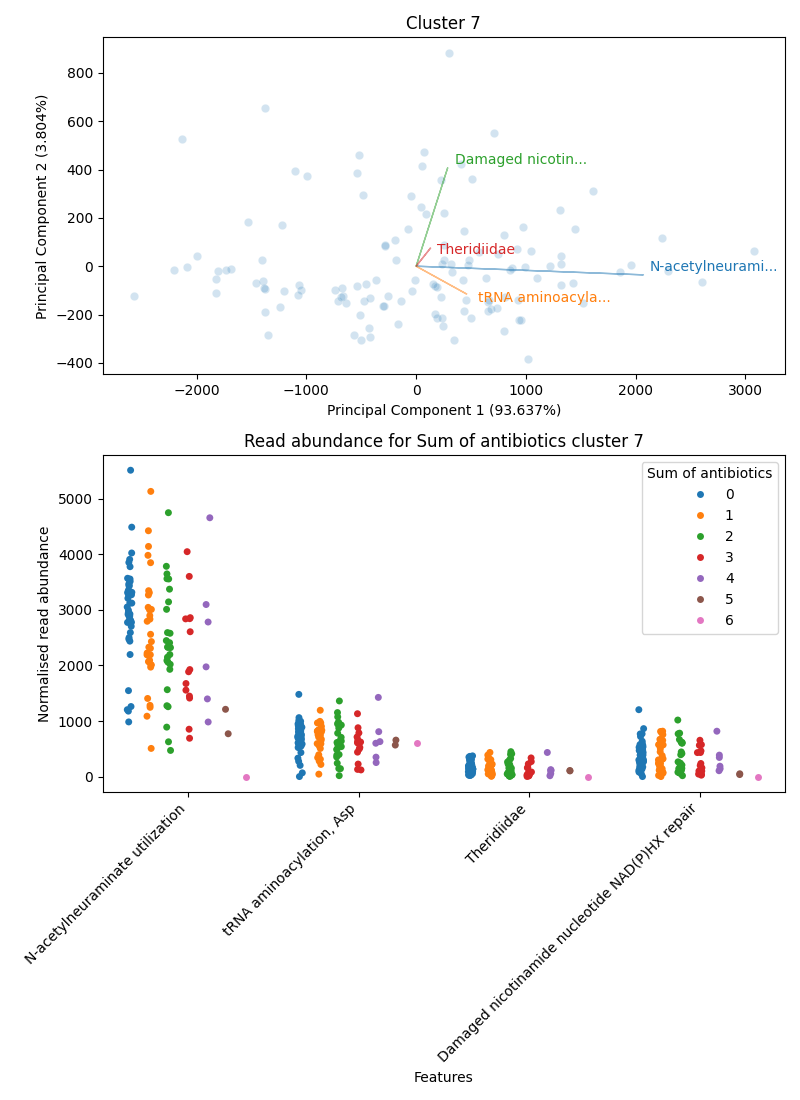 Cluster 7
Principal Component 2 (3.804%)
800
600
400
200
0
−200
−400
Damaged nicotin...
Theridiidae
N-acetylneurami...
tRNA aminoacyla...
−2000
−1000
0
1000
2000
3000
Principal Component 1 (93.637%)
Read abundance for Sum of antibiotics cluster 7
Normalised read abundance
5000
4000
3000
2000
1000
0
Sum of antibiotics
0
1
2
3
4
5
6
N-acetylneuraminate utilization
tRNA aminoacylation, Asp
Theridiidae
Damaged nicotinamide nucleotide NAD(P)HX repair
Features